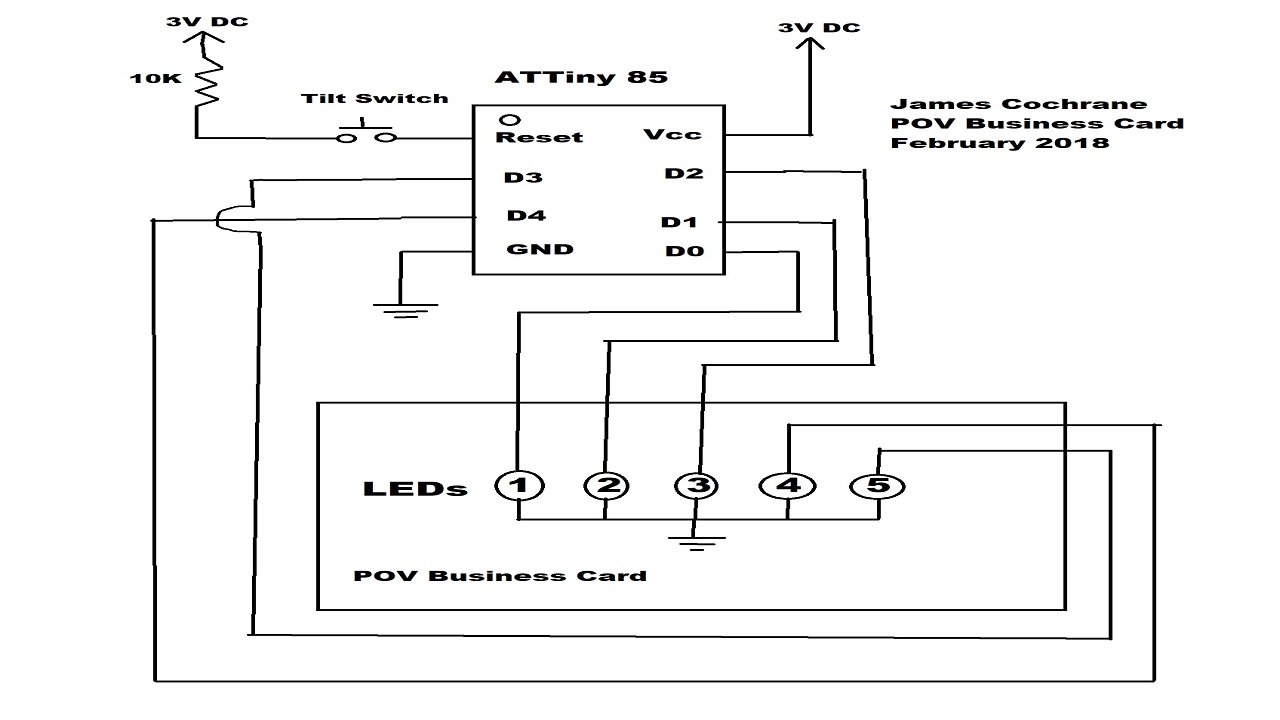 3V DC
3V DC
10K
ATTiny 85
Tilt Switch
James Cochrane
POV Business Card
February 2018
Reset
Vcc
D3
D2
D4
D1
GND
D0
LEDs
1
2
3
4
5
POV Business Card